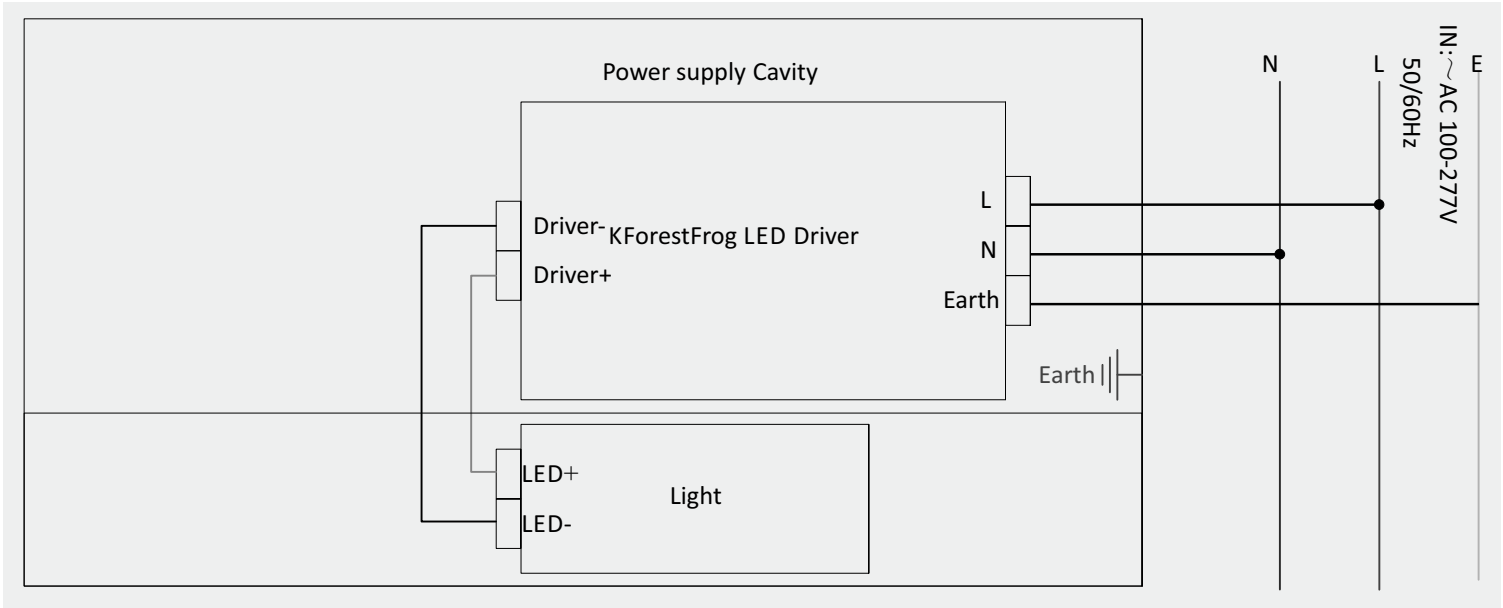 Power supply Cavity
N
L
E
IN:～AC 100-277V
50/60Hz
L
Driver-
KForestFrog LED Driver
N
Driver+
Earth
Earth
LED+
Light
LED-